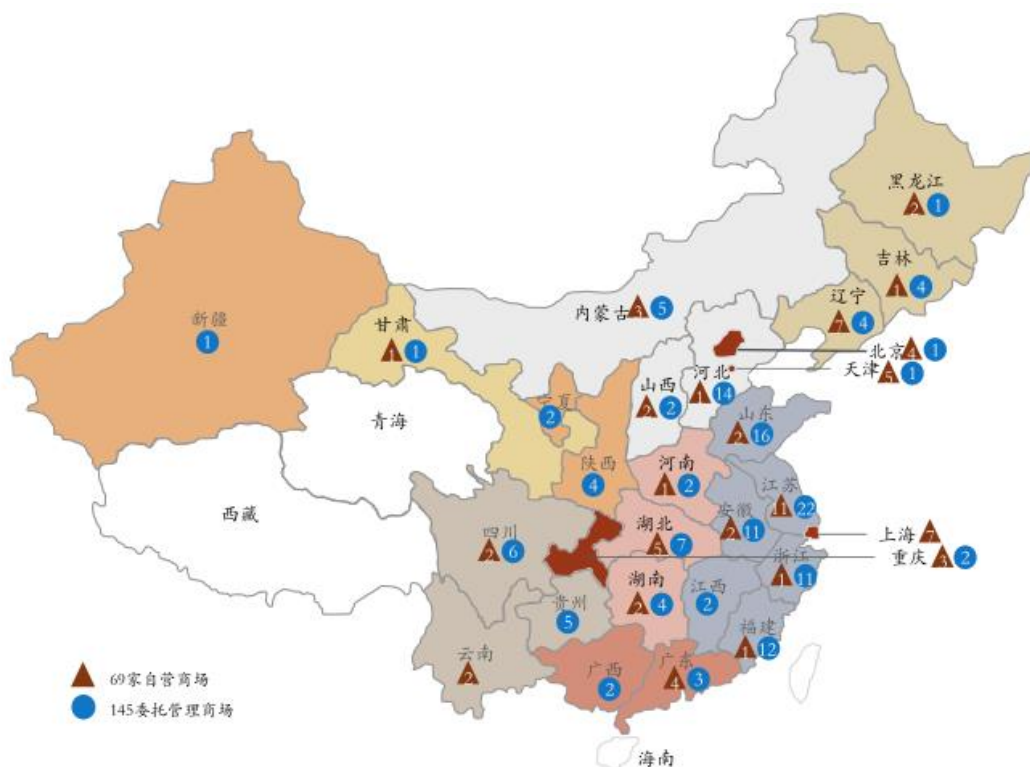 黑龙江
2 1
吉林
1 4
辽宁
7 4
内蒙古 3 5
新疆
1
甘肃
1 1
北京 4 1
天津 5 1
河北
1 14
山西
2 2
宁夏
2
青海
山东
2 16
陕西
4
河南
1 2
江苏
11 22
安徽
2 11
西藏
四川
2 6
湖北
5 7
上海 7
重庆 3 2
浙江
1 11
湖南
2 4
江西
2
贵州
5
福建
1 12
云南
2
广西
2
广东
4 3
69家自营商场
145委托管理商场
海南